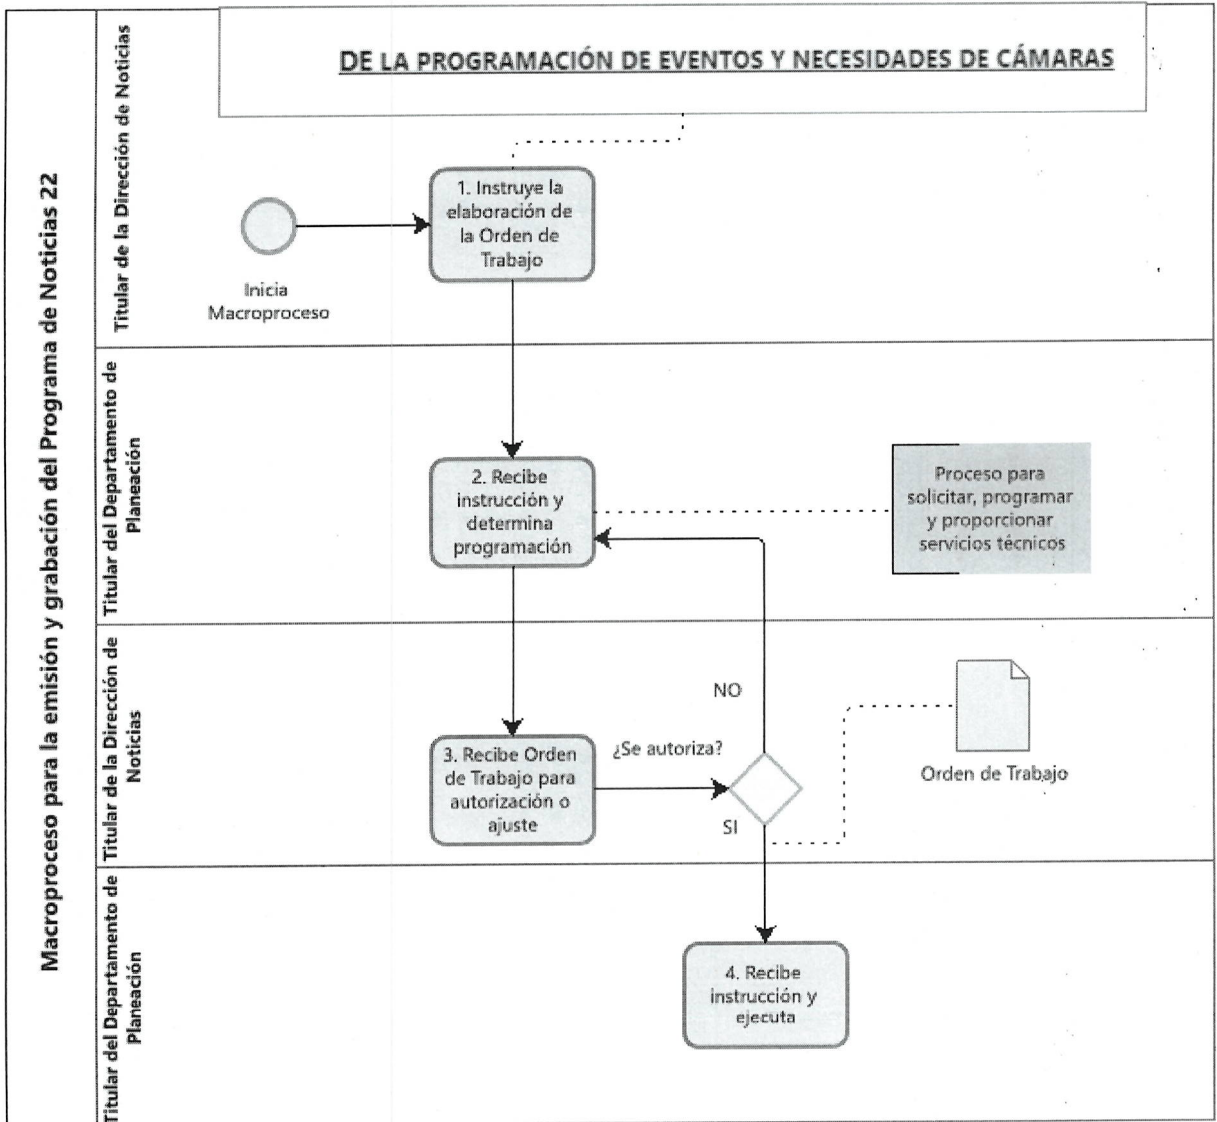 Macroproceso para la emisión y grabación del Programa de Noticias 22
Titular de la Dirección de Noticias
DE LA PROGRAMACIÓN DE EVENTOS Y NECESIDADES DE CÁMARAS
Inicia
Macroproceso
1. Instruye la
elaboración de
la Orden de
Trabajo
Titular del Departamento de
Planeación
2. Recibe
instrucción y
determina
programación
Proceso para
solicitar, programar
y proporcionar
servicios técnicos
Titular de la Dirección de
Noticias
3. Recibe Orden
de Trabajo para
autorización o
ajuste
¿Se autoriza?
NO
SI
Orden de Trabajo
Titular del Departamento de
Planeación
4. Recibe
instrucción y
ejecuta